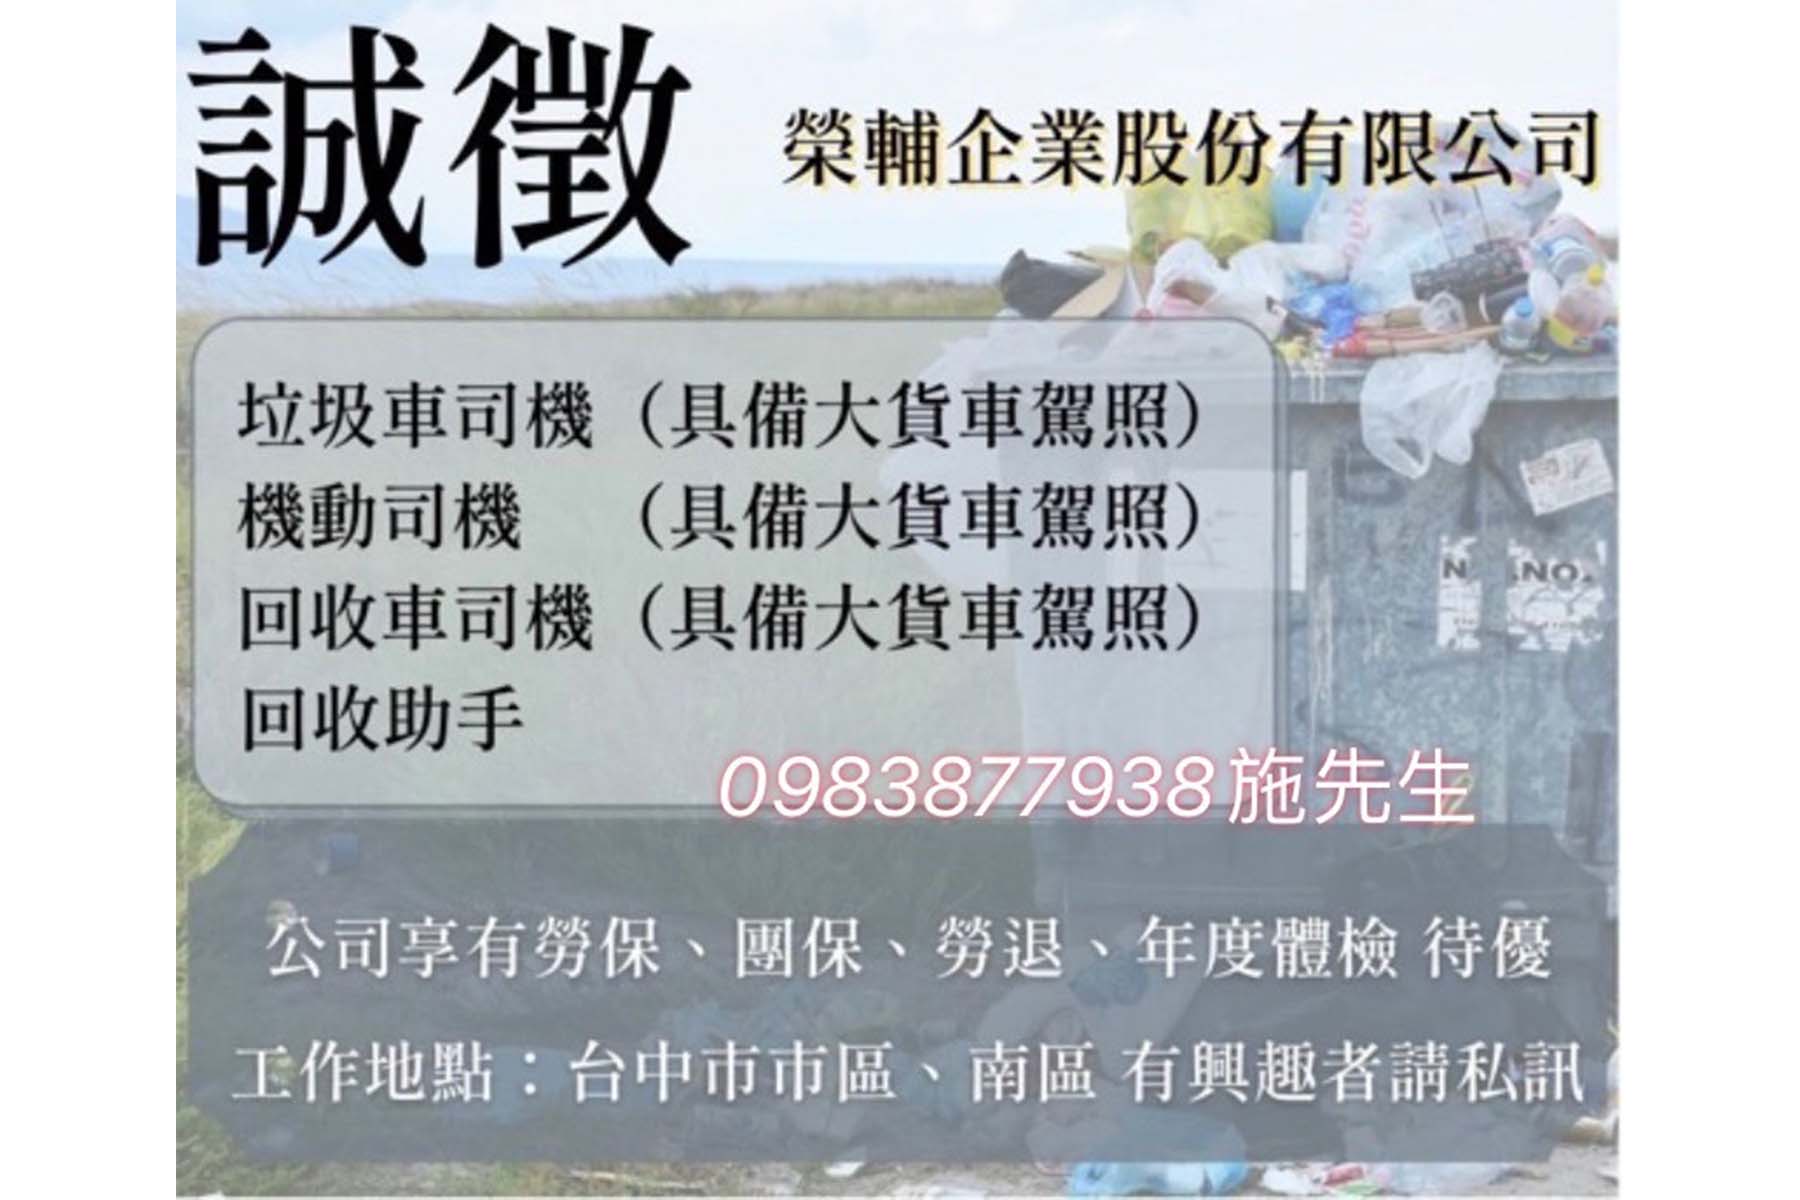 誠徵
榮輔企業股份有限公司
垃圾車司機（具備大貨車駕照）
機動司機　（具備大貨車駕照）
回收車司機（具備大貨車駕照）
回收助手
0983877938施先生
公司享有勞保、團保、勞退、年度體檢 待優
工作地點：台中市市區、南區 有興趣者請私訊
NO